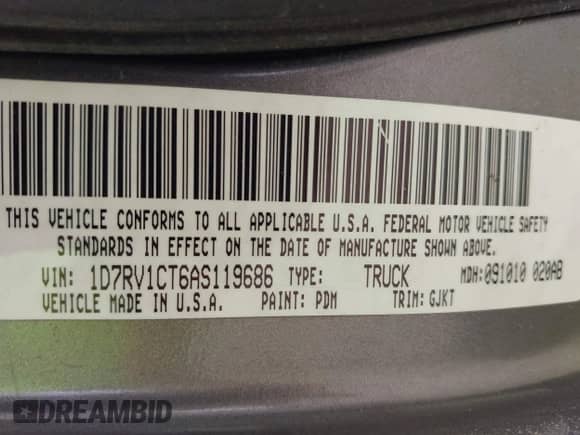 THIS VEHICLE CONFORMS TO ALL APPLICABLE U.S.A. FEDERAL MOTOR VEHICLE SAFETY
STANDARDS IN EFFECT ON THE DATE OF MANUFACTURE SHOWN ABOVE.
VIN: 1D7RV1CT6AS119686 TYPE: TRUCK MDH: 091010 020AB
VEHICLE MADE IN U.S.A. PAINT: PDM TRIM: GJKT
DREAMBID